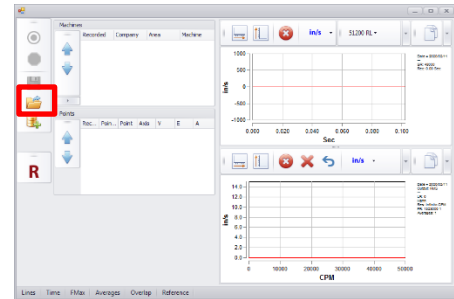 Machines
Recorded Company Area Machine
Points
Rec... Poin... Point Axis Y E A
R
in/s 51200 RL
1000
500
0
-500
-1000
in/s
0.000 0.020 0.040 0.060 0.080 0.100
Sec
in/s
14.0
12.0
10.0
8.0
6.0
4.0
2.0
0.0
in/s
0 10000 20000 30000 40000 50000
CPM
Lines Time FMax Averages Overlap Reference